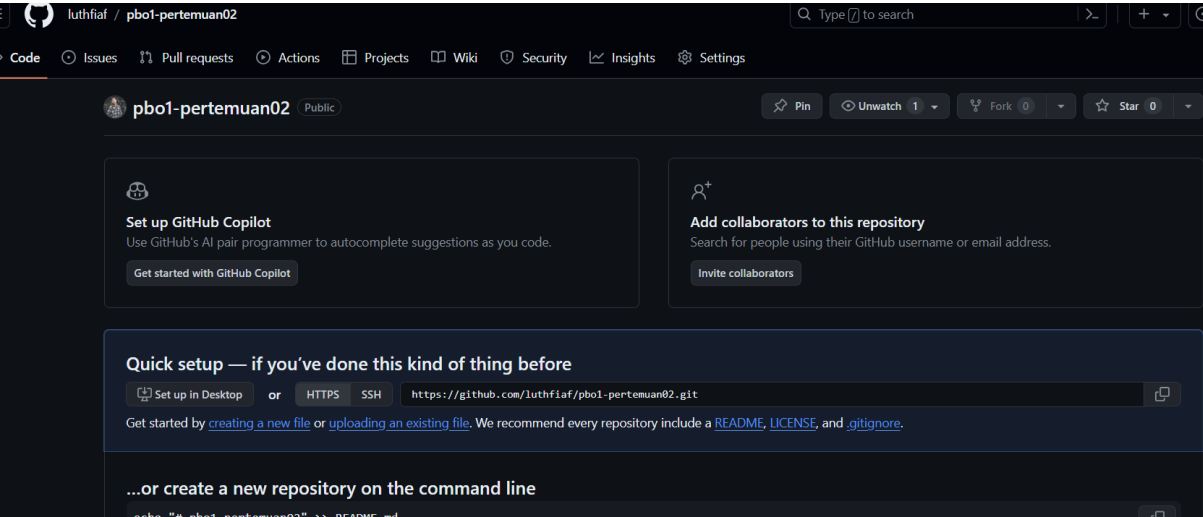 luthfiaf / pbo1-pertemuan02
Type / to search
Code Issues Pull requests Actions Projects Wiki Security Insights Settings
pbo1-pertemuan02 Public
Pin Unwatch 1 Fork 0 Star 0
Set up GitHub Copilot
Use GitHub's AI pair programmer to autocomplete suggestions as you code.
Get started with GitHub Copilot
Add collaborators to this repository
Search for people using their GitHub username or email address.
Invite collaborators
Quick setup — if you've done this kind of thing before
Set up in Desktop or HTTPS SSH https://github.com/luthfiaf/pbo1-pertemuan02.git
Get started by creating a new file or uploading an existing file. We recommend every repository include a README, LICENSE, and .gitignore.
…or create a new repository on the command line
echo "# pbo1-pertemuan02" >> README.md